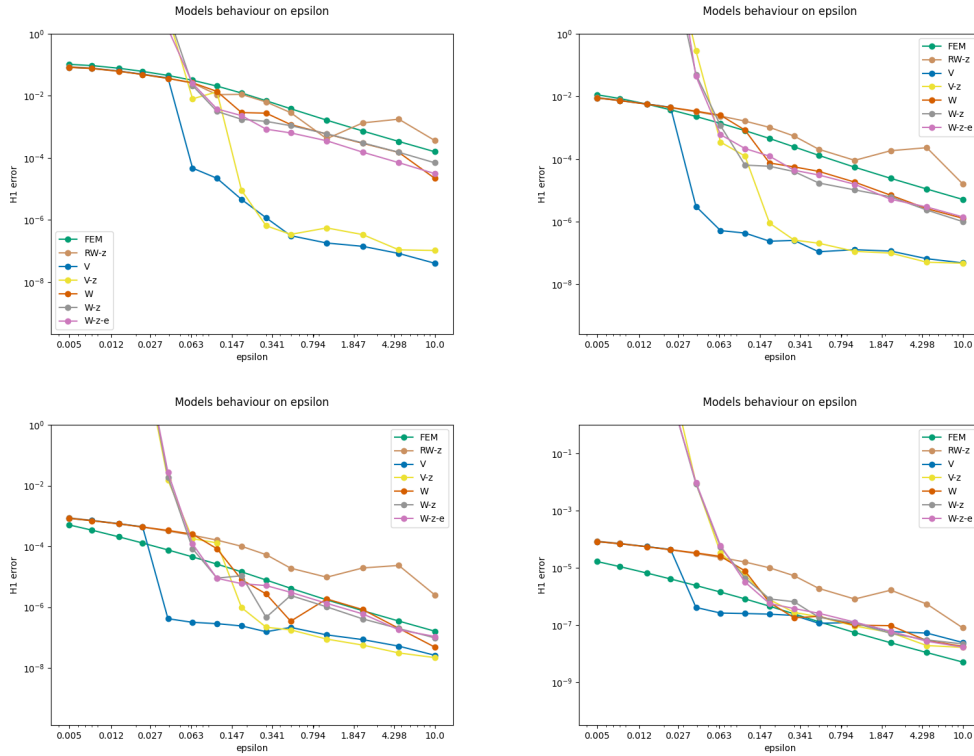 Models behaviour on epsilon
10⁰
10⁻²
10⁻⁴
10⁻⁶
10⁻⁸
H1 error
FEM
RW-z
V
V-z
W
W-z
W-z-e
0.005 0.012 0.027 0.063 0.147 0.341 0.794 1.847 4.298 10.0
epsilon
Models behaviour on epsilon
10⁰
10⁻²
10⁻⁴
10⁻⁶
10⁻⁸
H1 error
FEM
RW-z
V
V-z
W
W-z
W-z-e
0.005 0.012 0.027 0.063 0.147 0.341 0.794 1.847 4.298 10.0
epsilon
Models behaviour on epsilon
10⁰
10⁻²
10⁻⁴
10⁻⁶
10⁻⁸
H1 error
FEM
RW-z
V
V-z
W
W-z
W-z-e
0.005 0.012 0.027 0.063 0.147 0.341 0.794 1.847 4.298 10.0
epsilon
Models behaviour on epsilon
10⁻¹
10⁻³
10⁻⁵
10⁻⁷
10⁻⁹
H1 error
FEM
RW-z
V
V-z
W
W-z
W-z-e
0.005 0.012 0.027 0.063 0.147 0.341 0.794 1.847 4.298 10.0
epsilon